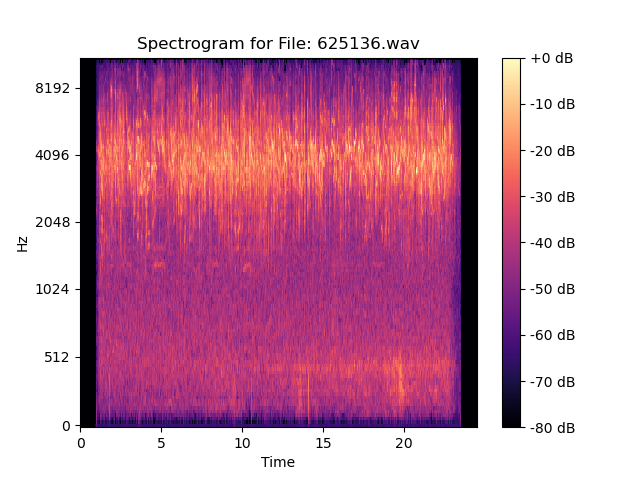 Spectrogram for File: 625136.wav
8192
4096
2048
1024
512
0
Hz
0
5
10
15
20
Time
+0 dB
-10 dB
-20 dB
-30 dB
-40 dB
-50 dB
-60 dB
-70 dB
-80 dB